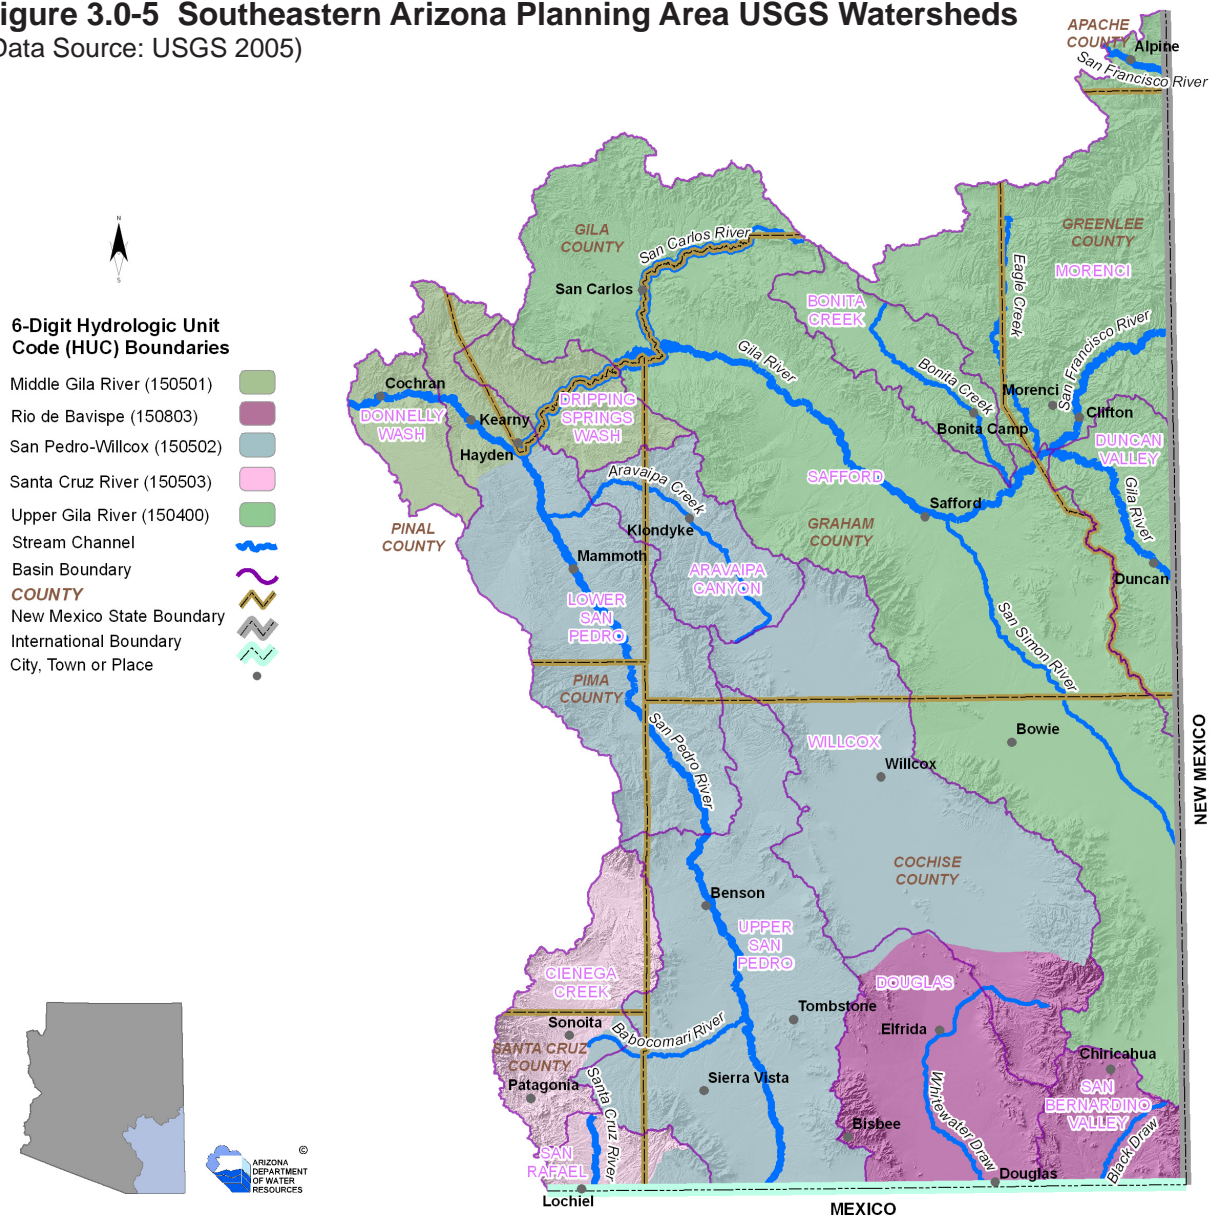 igure 3.0-5 Southeastern Arizona Planning Area USGS Watersheds
Data Source: USGS 2005)
APACHE
COUNTY
Alpine
San Francisco River
N
S
GILA
COUNTY
San Carlos River
GREENLEE
COUNTY
MORENCI
San Carlos
Eagle Creek
BONITA
CREEK
6-Digit Hydrologic Unit
Code (HUC) Boundaries
Middle Gila River (150501)
Rio de Bavispe (150803)
San Pedro-Willcox (150502)
Santa Cruz River (150503)
Upper Gila River (150400)
Stream Channel
Basin Boundary
COUNTY
New Mexico State Boundary
International Boundary
City, Town or Place
Gila River
San Francisco River
Cochran
DONNELLY
WASH
Kearny
DRIPPING
SPRINGS
WASH
Hayden
Bonita Creek
Morenci
Clifton
Bonita Camp
DUNCAN
VALLEY
Aravaipa Creek
SAFFORD
Safford
Gila River
PINAL
COUNTY
Klondyke
GRAHAM
COUNTY
Mammoth
ARAVAIPA
CANYON
Duncan
LOWER
SAN
PEDRO
San Simon River
PIMA
COUNTY
San Pedro River
WILLCOX
Bowie
Willcox
NEW MEXICO
COCHISE
COUNTY
Benson
UPPER
SAN
PEDRO
CIENEGA
CREEK
DOUGLAS
Tombstone
Sonoita
Babocomari River
Elfrida
SANTA CRUZ
COUNTY
Chiricahua
Patagonia
Santa Cruz River
Sierra Vista
Whitewater Draw
SAN
BERNARDINO
VALLEY
Bisbee
Black Draw
SAN
RAFAEL
Douglas
Lochiel
MEXICO
©
ARIZONA
DEPARTMENT
OF WATER
RESOURCES